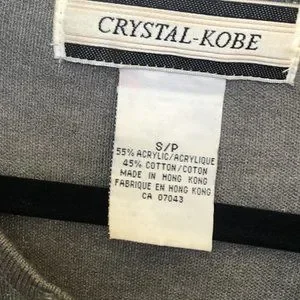 CRYSTAL-KOBE
S/P
55% ACRYLIC/ACRYLIQUE
45% COTTON/COTON
MADE IN HONG KONG
FABRIQUE EN HONG KONG
CA 07043